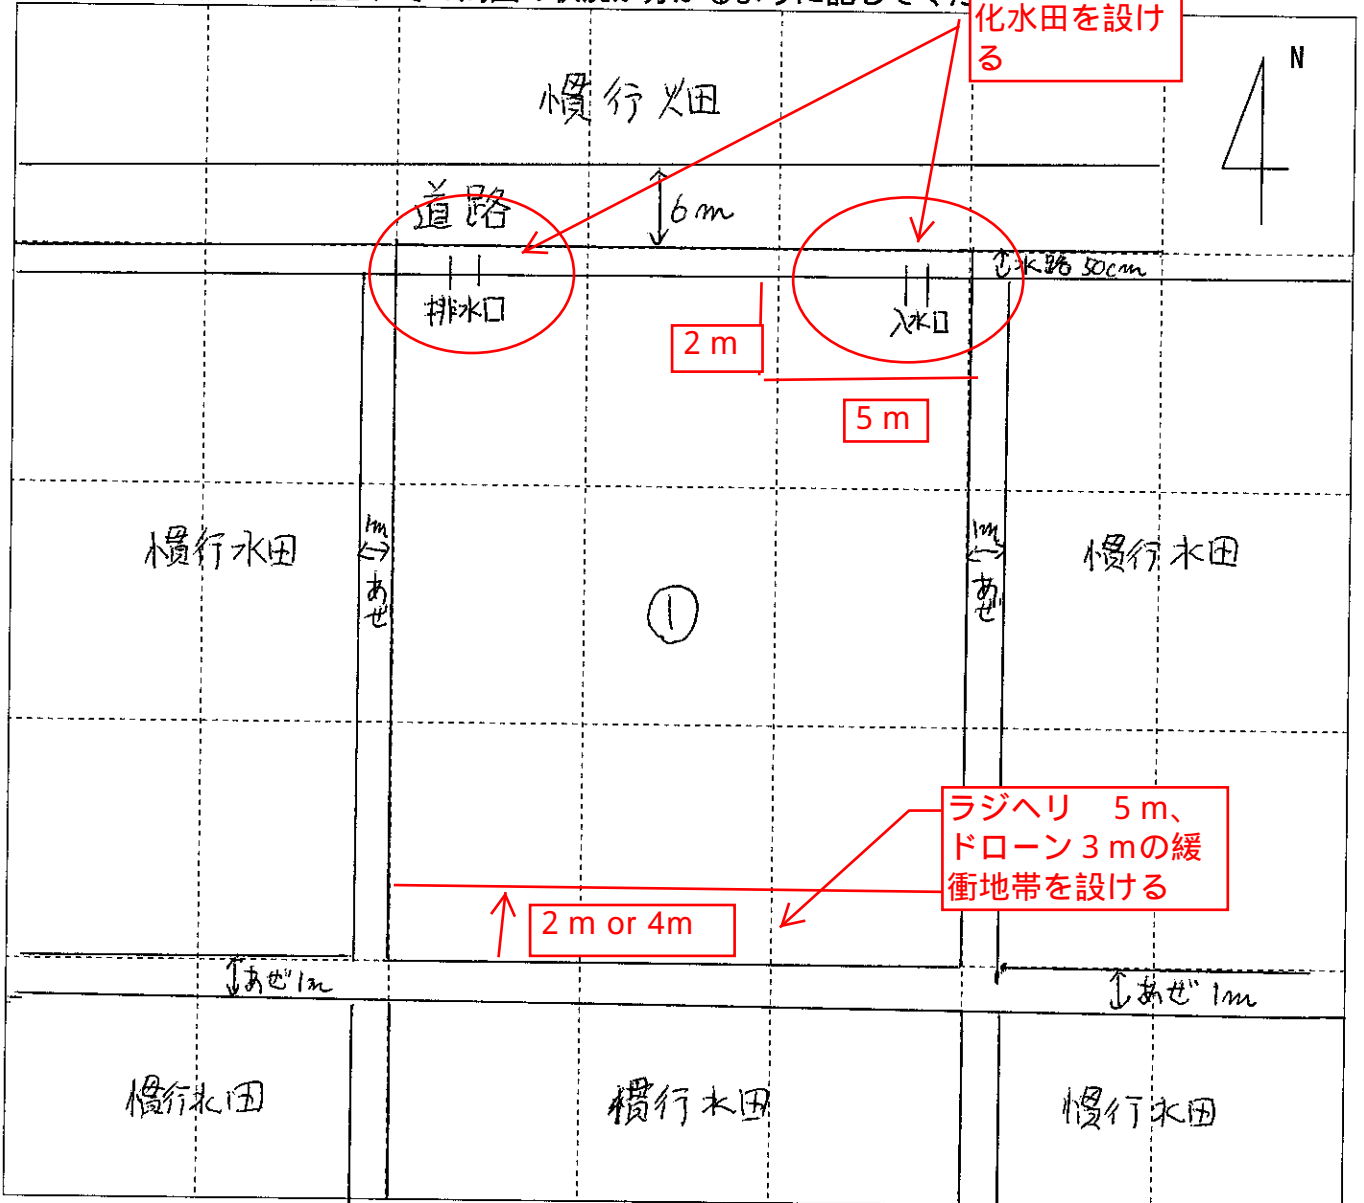 化水田を設け
る
N
慣行畑
道路
6m
水路 50cm
排水口
入水口
2 m
5 m
慣行水田
1m
あぜ
①
1m
あぜ
慣行水田
ラジヘリ　5 m、
ドローン3 mの緩
衝地帯を設ける
2 m or 4m
あぜ1m
あぜ 1m
慣行水田
慣行水田
慣行水田